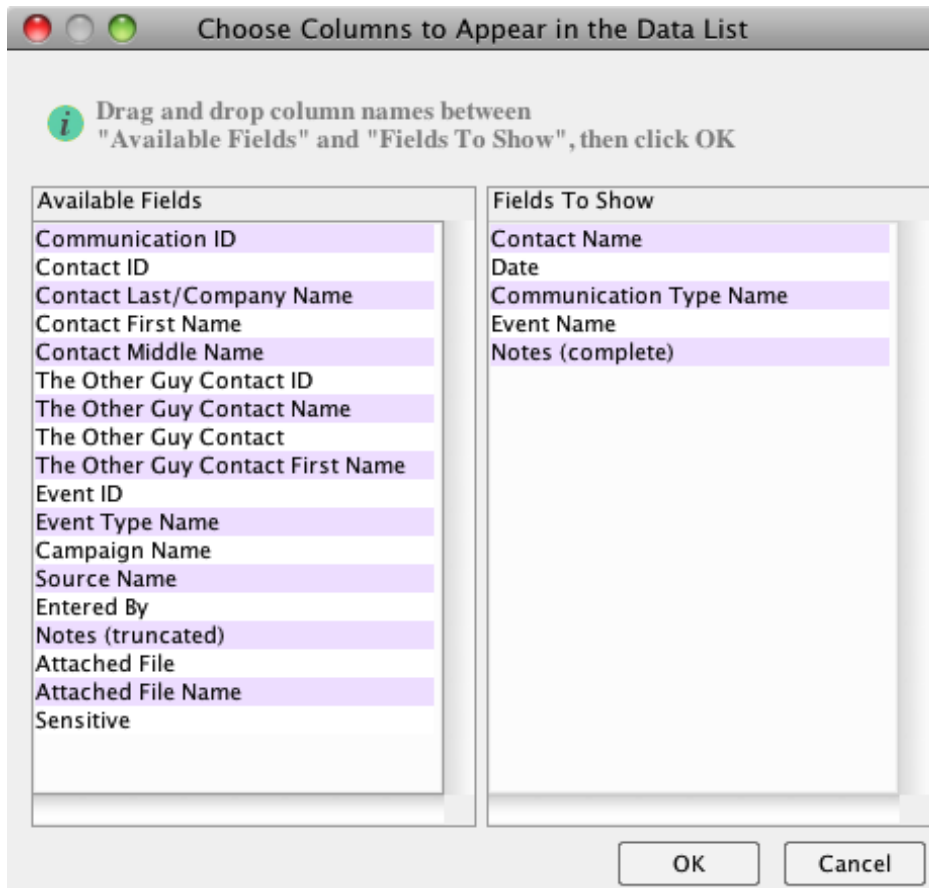 Choose Columns to Appear in the Data List
i Drag and drop column names between
"Available Fields" and "Fields To Show", then click OK
Available Fields
Communication ID
Contact ID
Contact Last/Company Name
Contact First Name
Contact Middle Name
The Other Guy Contact ID
The Other Guy Contact Name
The Other Guy Contact
The Other Guy Contact First Name
Event ID
Event Type Name
Campaign Name
Source Name
Entered By
Notes (truncated)
Attached File
Attached File Name
Sensitive
Fields To Show
Contact Name
Date
Communication Type Name
Event Name
Notes (complete)
OK
Cancel